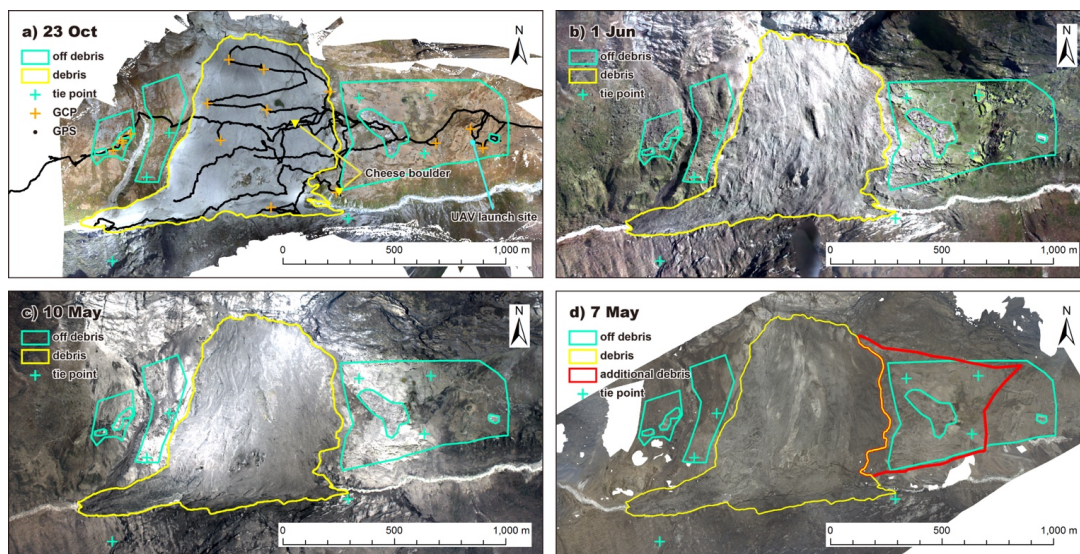 a) 23 Oct
N
off debris
debris
tie point
GCP
GPS
Cheese boulder
UAV launch site
0 500 1,000 m
b) 1 Jun
N
off debris
debris
tie point
0 500 1,000 m
c) 10 May
N
off debris
debris
tie point
0 500 1,000 m
d) 7 May
N
off debris
debris
additional debris
tie point
0 500 1,000 m